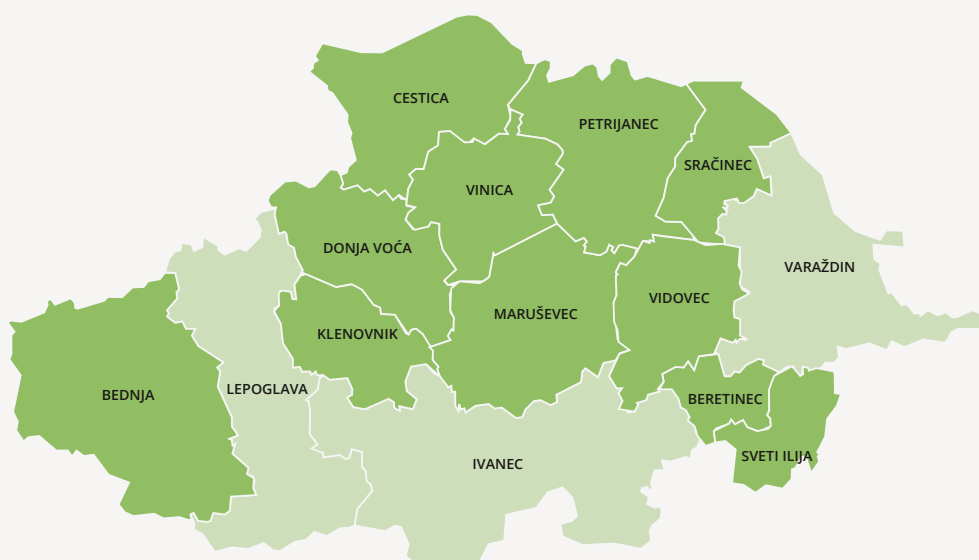 CESTICA
PETRIJANEC
SRAČINEC
VINICA
DONJA VOĆA
VARAŽDIN
VIDOVEC
MARUŠEVEC
KLENOVNIK
LEPOGLAVA
BEDNJA
BERETINEC
SVETI ILIJA
IVANEC